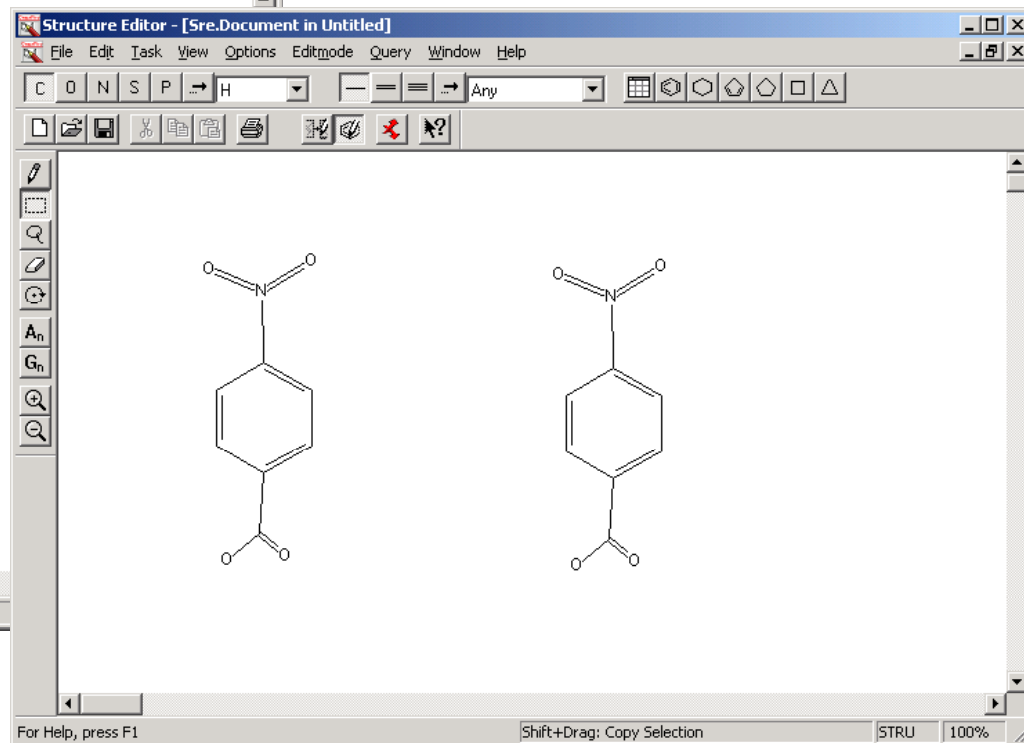 Structure Editor - [Sre.Document in Untitled]
File Edit Task View Options Editmode Query Window Help
C O N S P H Any
?
An
Gn
O O
N
O O
O O
N
O O
For Help, press F1 Shift+Drag: Copy Selection STRU 100%